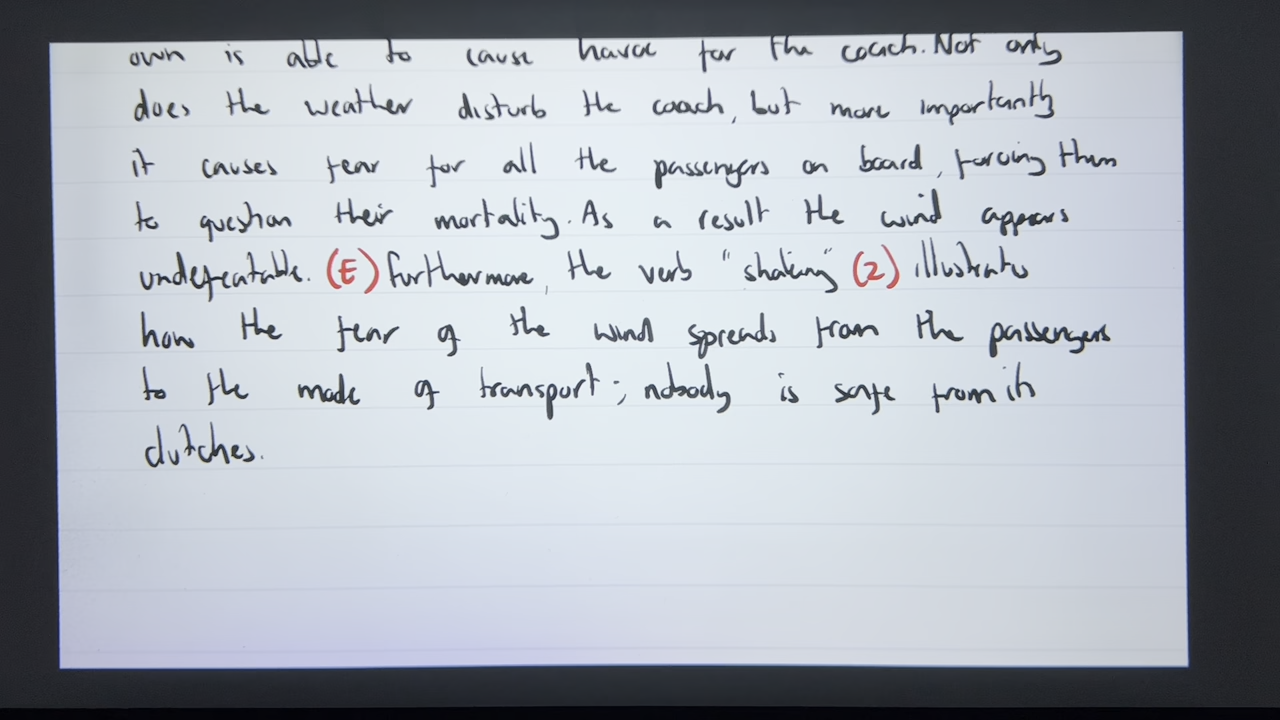 own is able to cause havoc for the coach. Not only
does the weather disturb the coach, but more importantly
it causes fear for all the passengers on board, forcing them
to question their mortality. As a result the wind appears
undefeatable. (E) Furthermore, the verb "shaking" (2) illustrates
how the fear of the wind spreads from the passengers
to the mode of transport; nobody is safe from its
clutches.